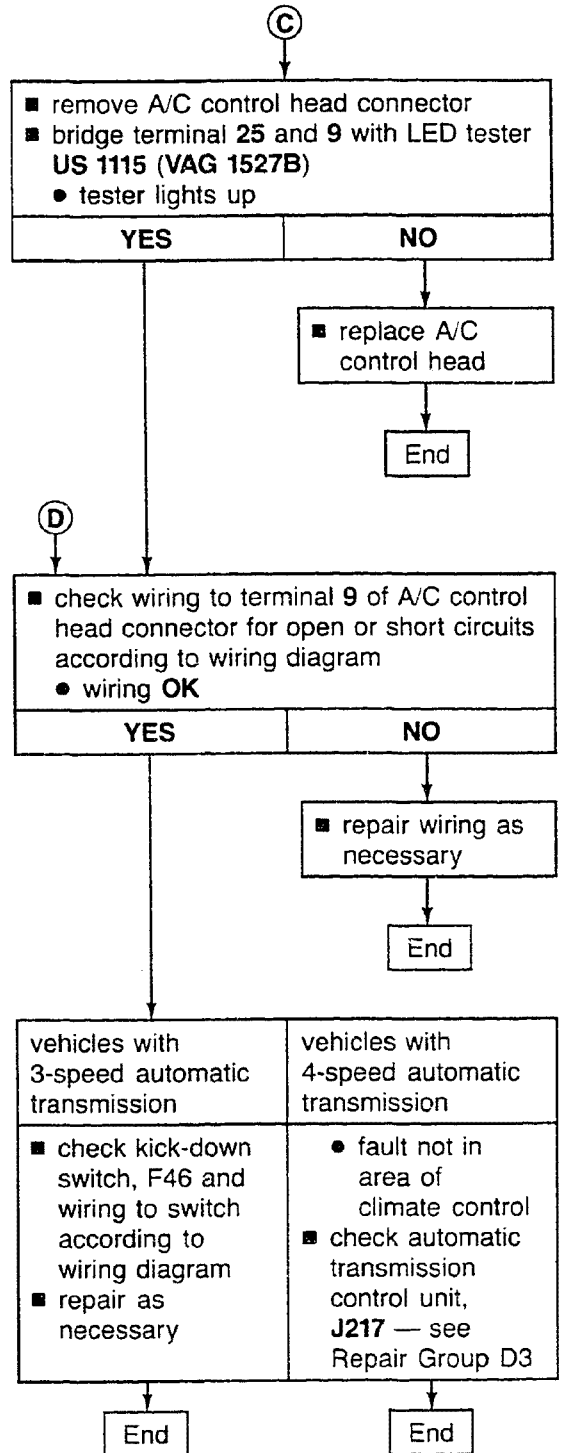 C
■ remove A/C control head connector
■ bridge terminal 25 and 9 with LED tester
US 1115 (VAG 1527B)
● tester lights up
YES
NO
■ replace A/C
control head
End
D
■ check wiring to terminal 9 of A/C control
head connector for open or short circuits
according to wiring diagram
● wiring OK
YES
NO
■ repair wiring as
necessary
End
vehicles with
3-speed automatic
transmission
■ check kick-down
switch, F46 and
wiring to switch
according to
wiring diagram
■ repair as
necessary
End
vehicles with
4-speed automatic
transmission
● fault not in
area of
climate control
■ check automatic
transmission
control unit,
J217 — see
Repair Group D3
End